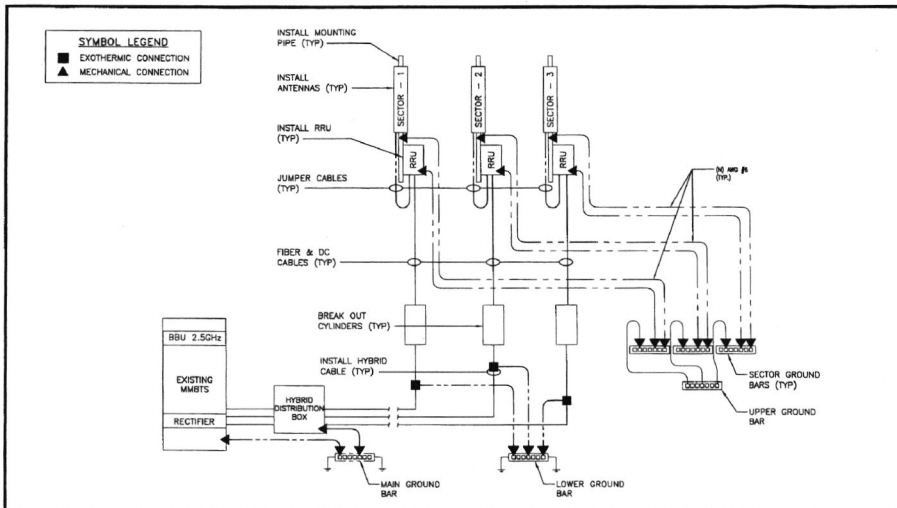 SYMBOL LEGEND
EXOTHERMIC CONNECTION
MECHANICAL CONNECTION
INSTALL MOUNTING
PIPE (TYP)
INSTALL
ANTENNAS (TYP)
INSTALL RRU
(TYP)
JUMPER CABLES
(TYP)
SECTOR - 1
SECTOR - 2
SECTOR - 3
RRU
RRU
RRU
(N) AWG #6
(TYP.)
FIBER & DC
CABLES (TYP)
BREAK OUT
CYLINDERS (TYP)
INSTALL HYBRID
CABLE (TYP)
BBU 2.5GHz
EXISTING
MMBTS
RECTIFIER
HYBRID
DISTRIBUTION
BOX
SECTOR GROUND
BARS (TYP)
UPPER GROUND
BAR
MAIN GROUND
BAR
LOWER GROUND
BAR